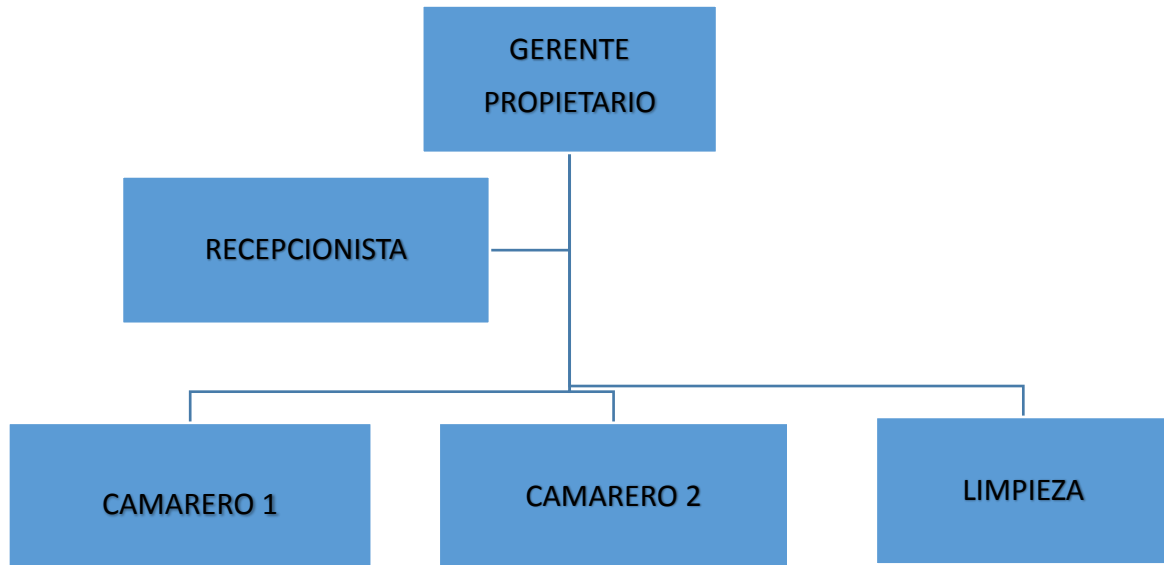 GERENTE
PROPIETARIO
RECEPCIONISTA
CAMARERO 1
CAMARERO 2
LIMPIEZA